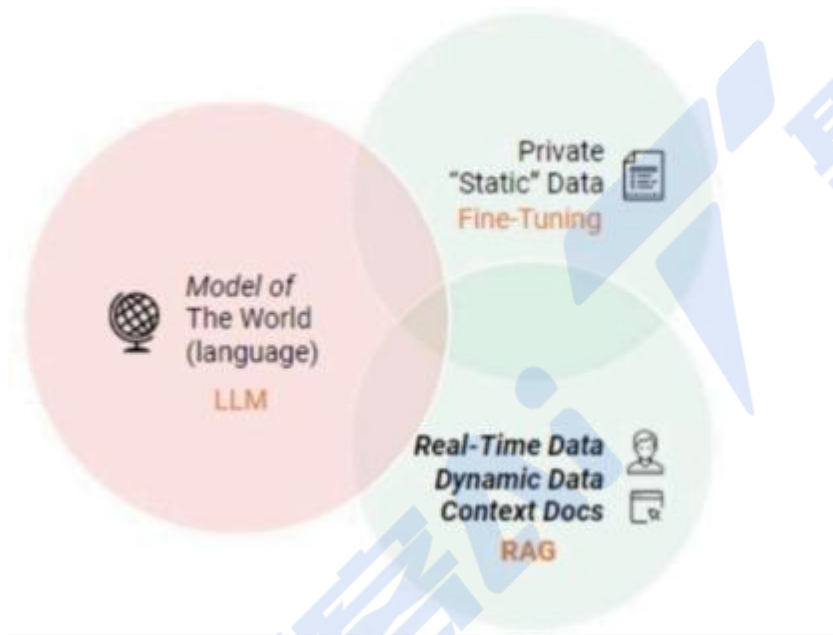 Private
“Static” Data
Fine-Tuning
Model of
The World
(language)
LLM
Real-Time Data
Dynamic Data
Context Docs
RAG